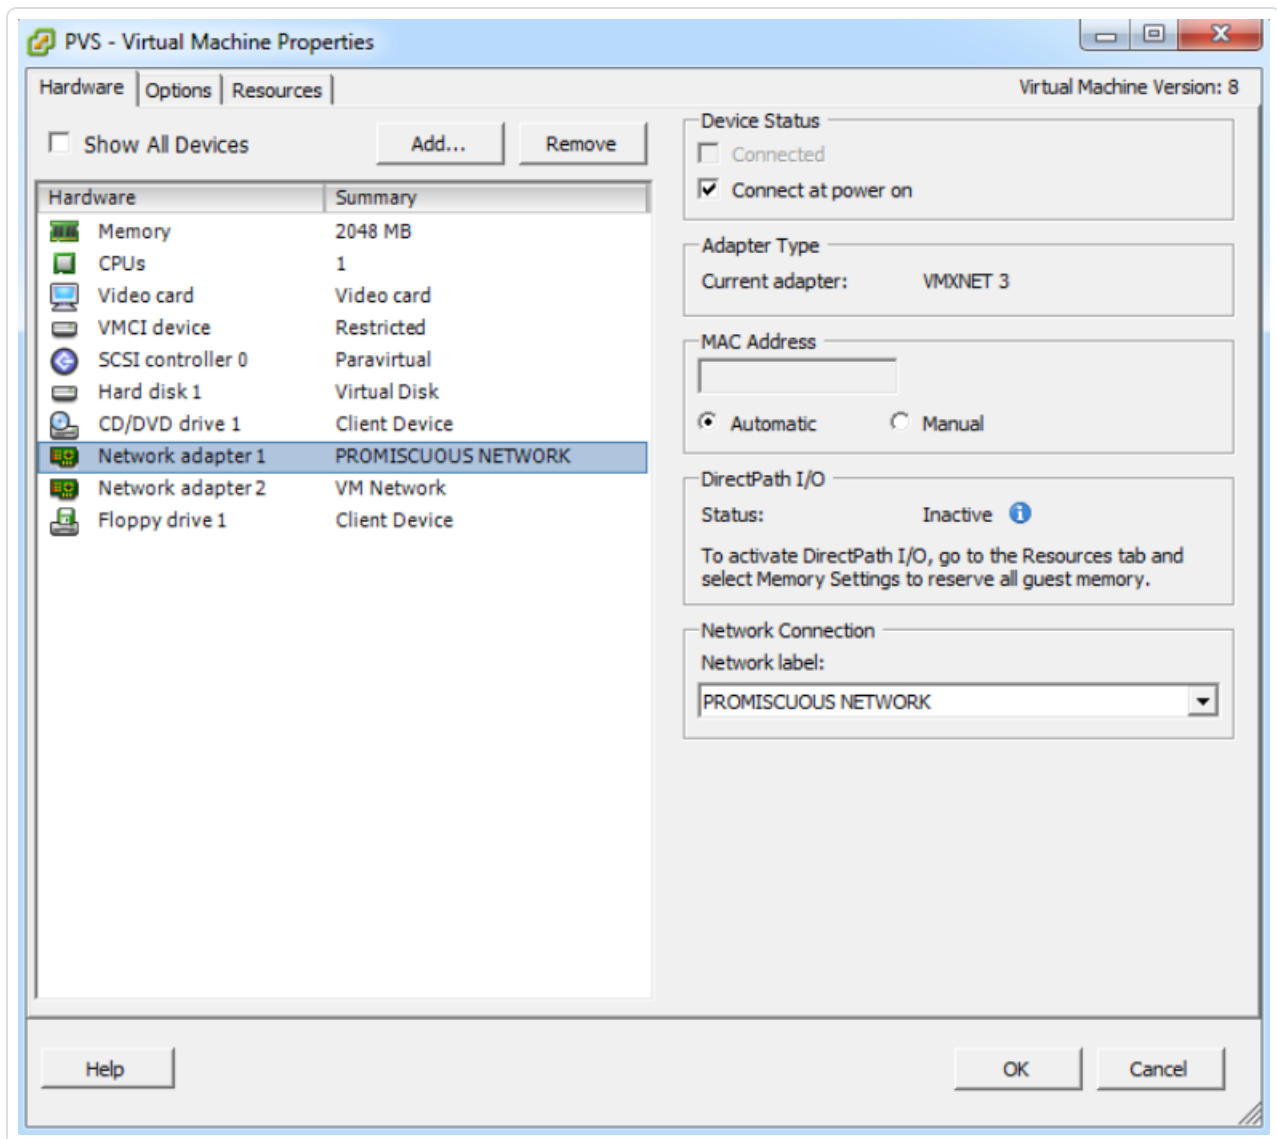 PVS - Virtual Machine Properties
Hardware Options Resources Virtual Machine Version: 8
Show All Devices Add... Remove
Hardware Summary
Memory 2048 MB
CPUs 1
Video card Video card
VMCI device Restricted
SCSI controller 0 Paravirtual
Hard disk 1 Virtual Disk
CD/DVD drive 1 Client Device
Network adapter 1 PROMISCUOUS NETWORK
Network adapter 2 VM Network
Floppy drive 1 Client Device
Device Status
Connected
Connect at power on
Adapter Type
Current adapter: VMXNET 3
MAC Address
Automatic Manual
DirectPath I/O
Status: Inactive
To activate DirectPath I/O, go to the Resources tab and
select Memory Settings to reserve all guest memory.
Network Connection
Network label:
PROMISCUOUS NETWORK
Help OK Cancel